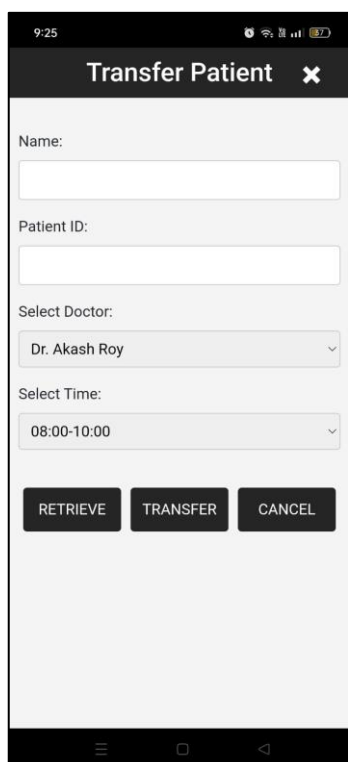 9:25
87
Transfer Patient ×
Name:
Patient ID:
Select Doctor:
Dr. Akash Roy
Select Time:
08:00-10:00
RETRIEVE TRANSFER CANCEL